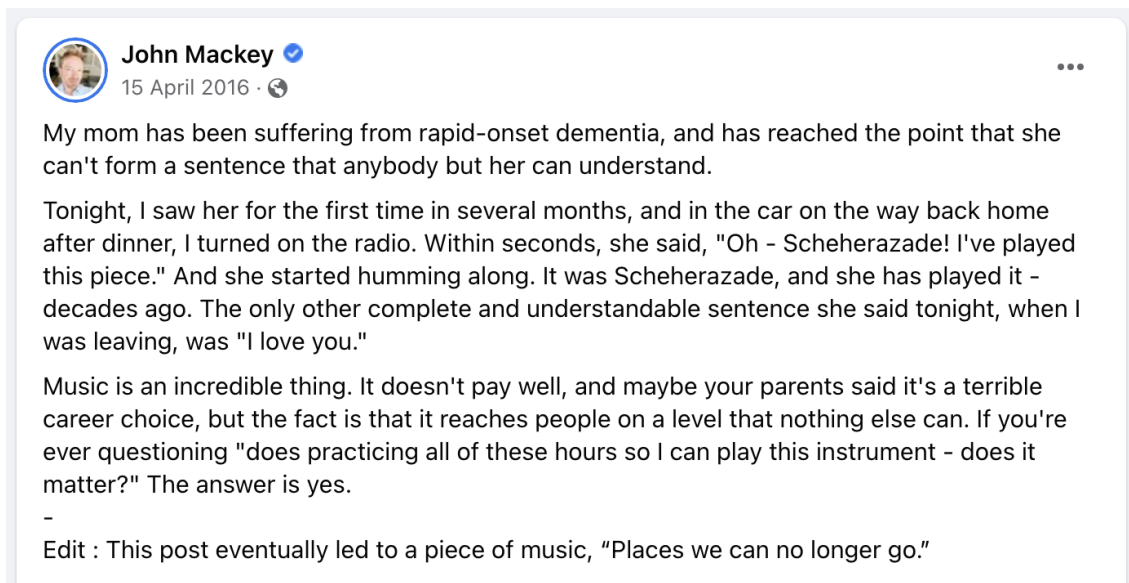 John Mackey
15 April 2016 ·
My mom has been suffering from rapid-onset dementia, and has reached the point that she
can't form a sentence that anybody but her can understand.
Tonight, I saw her for the first time in several months, and in the car on the way back home
after dinner, I turned on the radio. Within seconds, she said, "Oh - Scheherazade! I've played
this piece." And she started humming along. It was Scheherazade, and she has played it -
decades ago. The only other complete and understandable sentence she said tonight, when I
was leaving, was "I love you."
Music is an incredible thing. It doesn't pay well, and maybe your parents said it's a terrible
career choice, but the fact is that it reaches people on a level that nothing else can. If you're
ever questioning "does practicing all of these hours so I can play this instrument - does it
matter?" The answer is yes.
-
Edit : This post eventually led to a piece of music, “Places we can no longer go.”